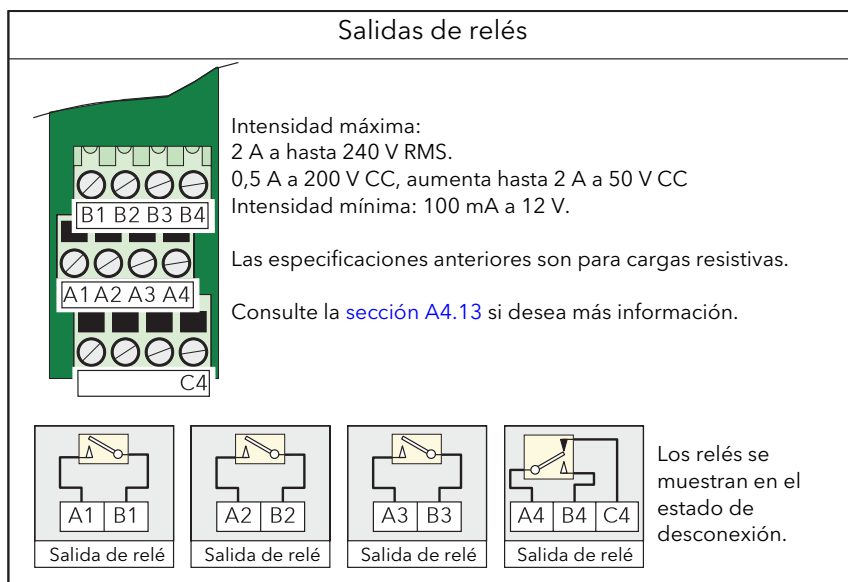 Salidas de relés
Intensidad máxima:
2 A a hasta 240 V RMS.
0,5 A a 200 V CC, aumenta hasta 2 A a 50 V CC
Intensidad mínima: 100 mA a 12 V.
B1 B2 B3 B4
Las especificaciones anteriores son para cargas resistivas.
A1 A2 A3 A4
Consulte la sección A4.13 si desea más información.
C4
A1 B1
Salida de relé
A2 B2
Salida de relé
A3 B3
Salida de relé
A4 B4 C4
Salida de relé
Los relés se
muestran en el
estado de
desconexión.